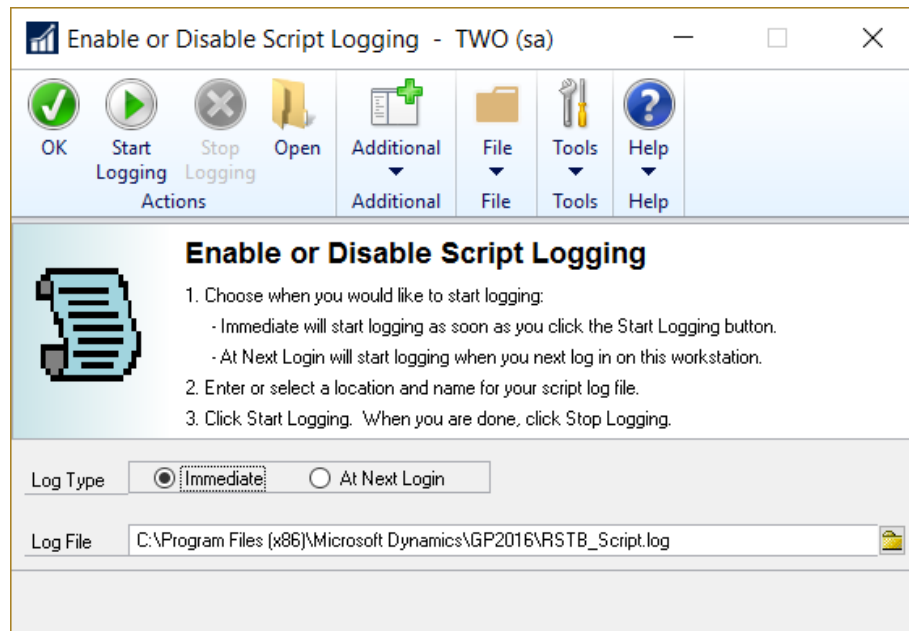 Enable or Disable Script Logging - TWO (sa)
OK Start Logging Stop Logging Open Additional File Tools Help
Actions Additional File Tools Help
Enable or Disable Script Logging
1. Choose when you would like to start logging:
- Immediate will start logging as soon as you click the Start Logging button.
- At Next Login will start logging when you next log in on this workstation.
2. Enter or select a location and name for your script log file.
3. Click Start Logging. When you are done, click Stop Logging.
Log Type Immediate At Next Login
Log File C:\Program Files (x86)\Microsoft Dynamics\GP2016\RSTB_Script.log